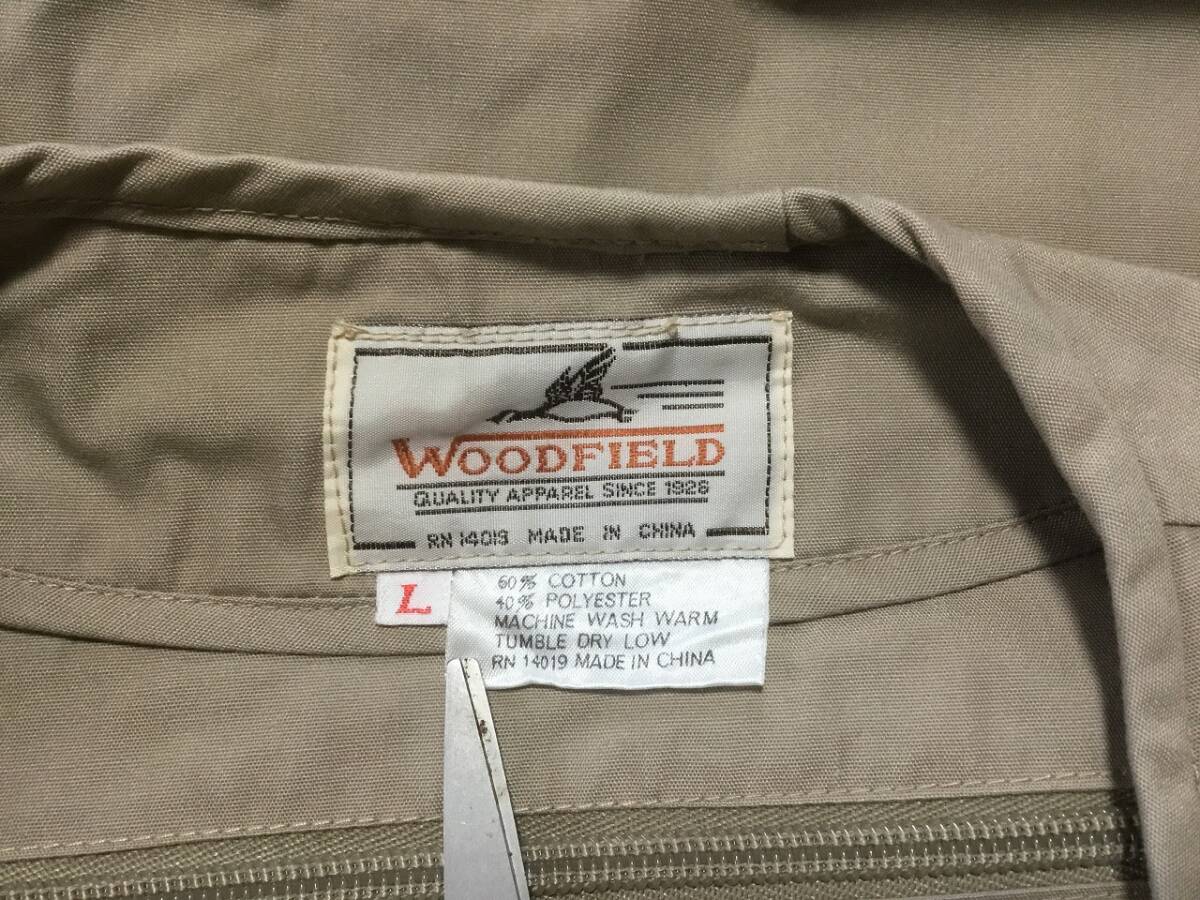 WOODFIELD
QUALITY APPAREL SINCE 1928
RN 14019 MADE IN CHINA
L
60% COTTON
40% POLYESTER
MACHINE WASH WARM
TUMBLE DRY LOW
RN 14019 MADE IN CHINA